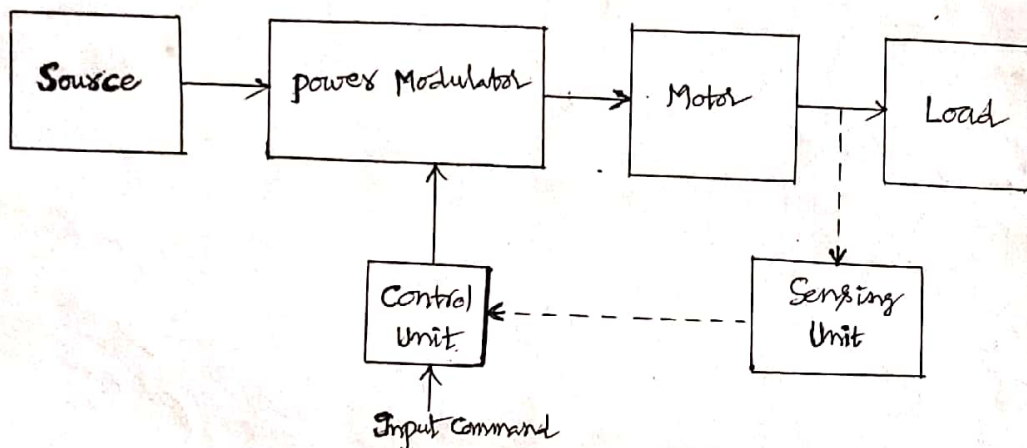 Source
power Modulator
Motor
Load
Control
Unit.
Sensing
Unit
Input Command